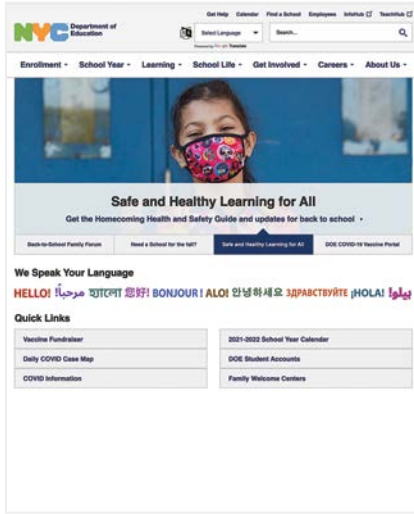 Get Help Calendar Find a School Employees InfoHub TeachHub
NYC Department of Education
Select Language Search...
Powered by Google Translate
Enrollment School Year Learning School Life Get Involved Careers About Us
Safe and Healthy Learning for All
Get the Homecoming Health and Safety Guide and updates for back to school
Back-to-School Family Forum Need a School for the fall? Safe and Healthy Learning for All DOE COVID-19 Vaccine Portal
We Speak Your Language
HELLO! مرحباً! হ্যালো 您好! BONJOUR! ALO! 안녕하세요 ЗДРАВСТВУЙТЕ ¡HOLA! ہیلو!
Quick Links
Vaccine Fundraiser 2021-2022 School Year Calendar
Daily COVID Case Map DOE Student Accounts
COVID Information Family Welcome Centers